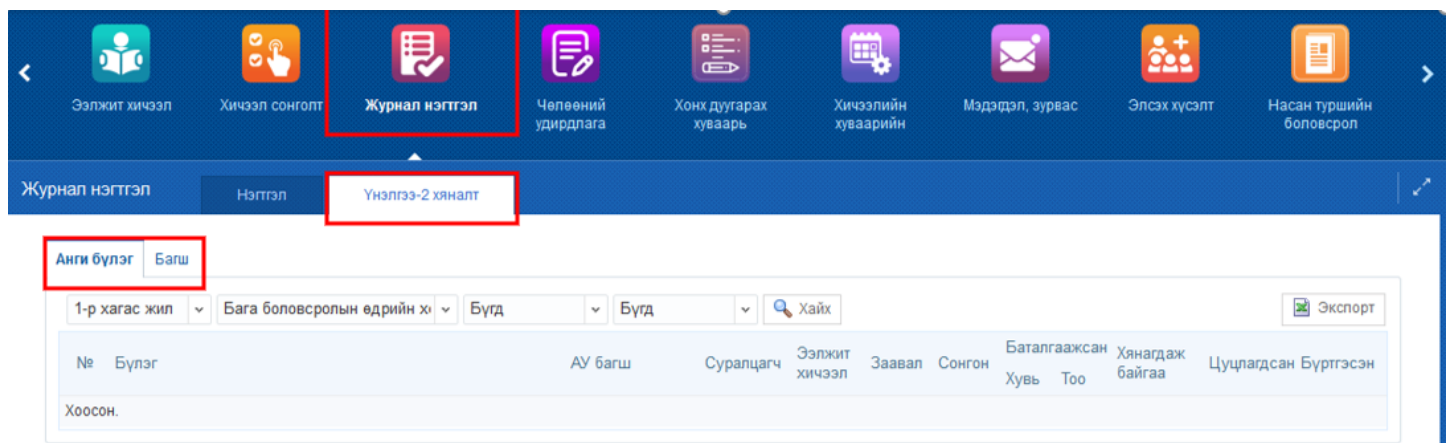 Ээлжит хичээл
Хичээл сонголт
Журнал нэгтгэл
Чөлөөний
удирдлага
Хонх дуугарах
хуваарь
Хичээлийн
хуваарийн
Мэдэгдэл, зурвас
Элсэх хүсэлт
Насан туршийн
боловсрол
Журнал нэгтгэл
Нэгтгэл
Үнэлгээ-2 хяналт
Анги бүлэг Багш
1-р хагас жил Бага боловсролын өдрийн Бүгд Бүгд Хайх Экспорт
№ Бүлэг АУ багш Суралцагч Ээлжит хичээл Заавал Сонгон Баталгаажсан Хувь Тоо Хянагдаж байгаа Цуцлагдсан Бүртгэсэн
Хоосон.